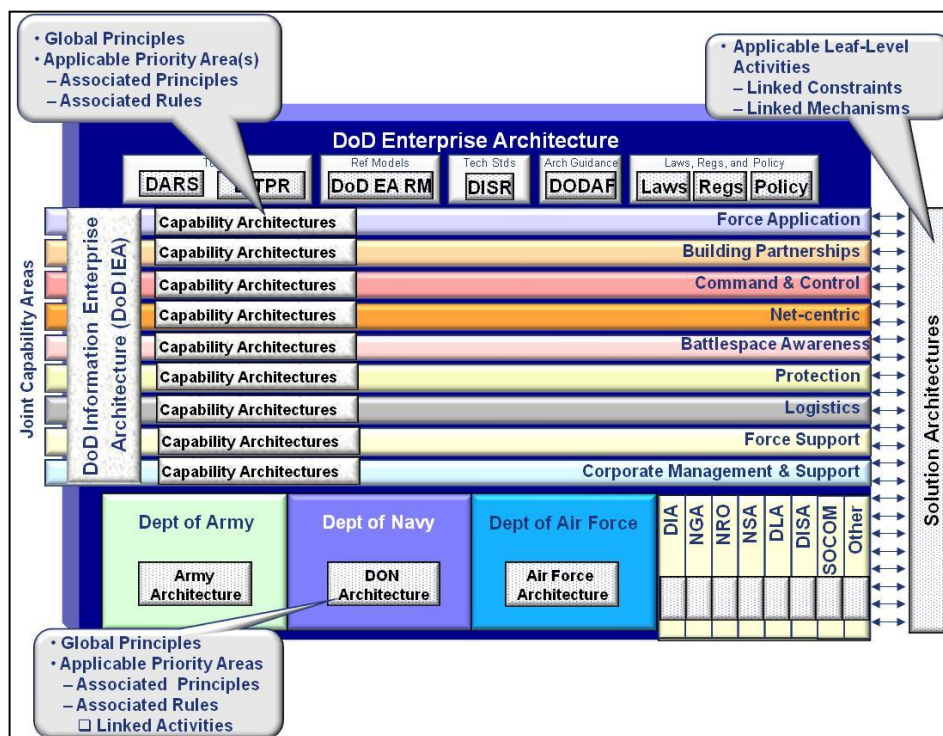 • Global Principles
• Applicable Priority Area(s)
– Associated Principles
– Associated Rules
• Applicable Leaf-Level
Activities
– Linked Constraints
– Linked Mechanisms
DoD Enterprise Architecture
Ref Models
Tech Stds
Arch Guidance
Laws, Regs, and Policy
DARS
DoD EA RM
DISR
DODAF
Laws
Regs
Policy
Joint Capability Areas
DoD Information Enterprise
Architecture (DoD IEA)
Capability Architectures
Force Application
Capability Architectures
Building Partnerships
Capability Architectures
Command & Control
Capability Architectures
Net-centric
Capability Architectures
Battlespace Awareness
Capability Architectures
Protection
Capability Architectures
Logistics
Capability Architectures
Force Support
Capability Architectures
Corporate Management & Support
Solution Architectures
Dept of Army
Army
Architecture
Dept of Navy
DON
Architecture
Dept of Air Force
Air Force
Architecture
DIA
NGA
NRO
NSA
DLA
DISA
SOCOM
Other
• Global Principles
• Applicable Priority Areas
– Associated Principles
– Associated Rules
❑ Linked Activities